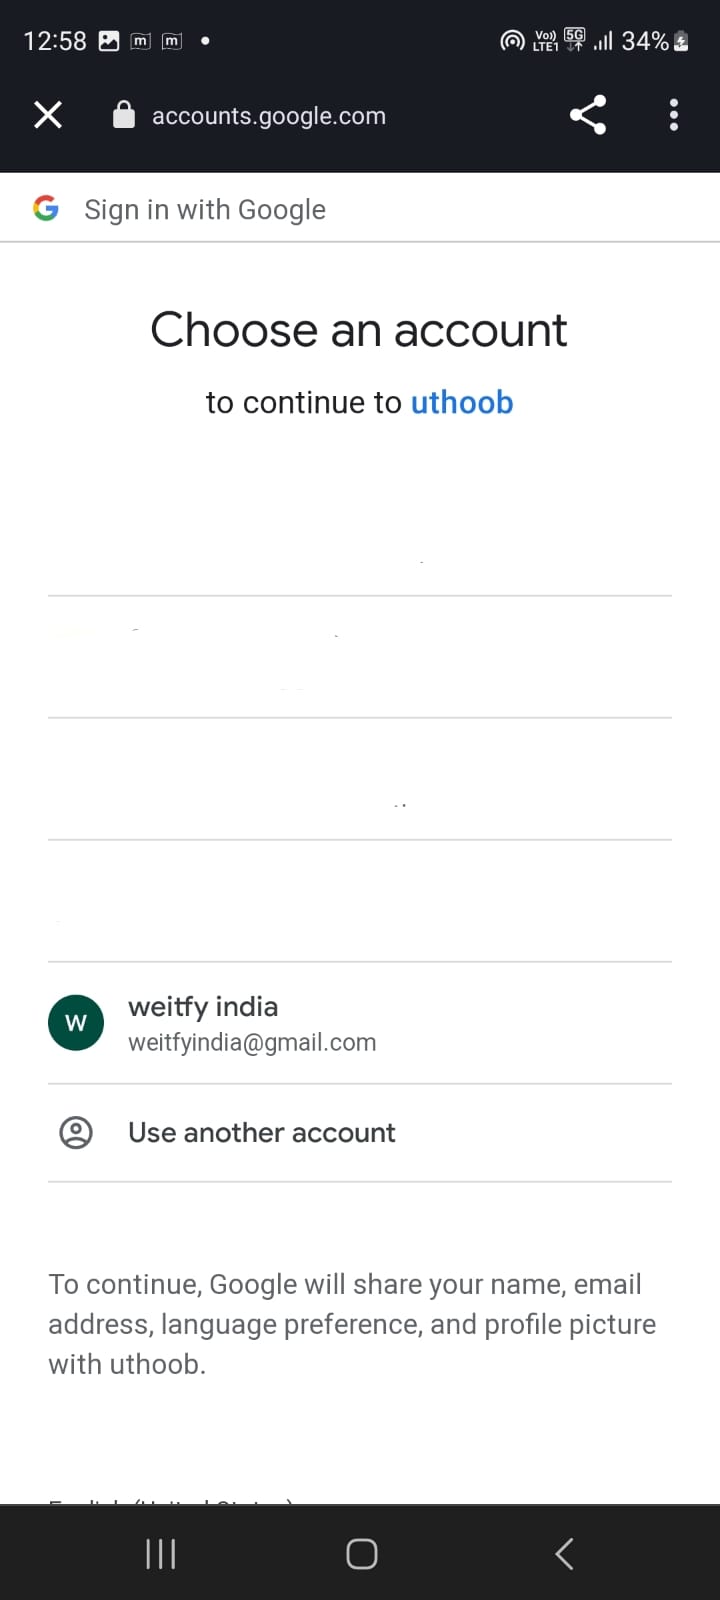 12:58 m m
Vo)) LTE1 5G 34%
accounts.google.com
G Sign in with Google
Choose an account
to continue to uthoob
W
weitfy india
weitfyindia@gmail.com
Use another account
To continue, Google will share your name, email
address, language preference, and profile picture
with uthoob.